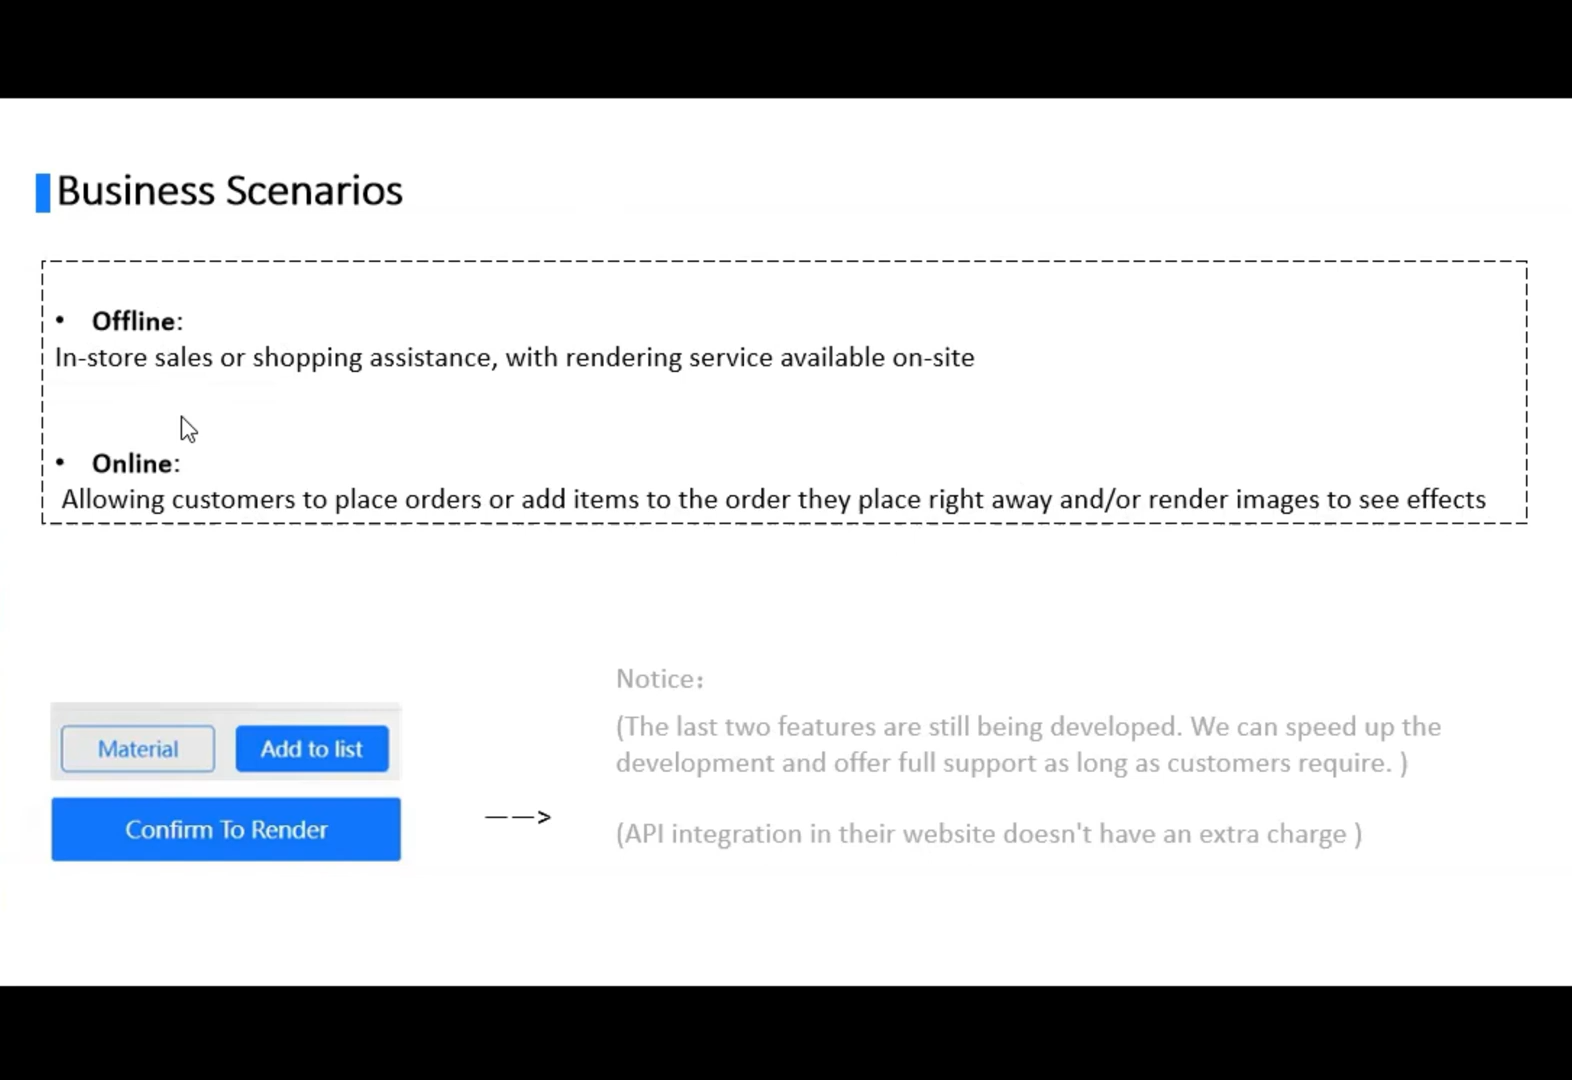 Business Scenarios
• Offline:
In-store sales or shopping assistance, with rendering service available on-site
• Online:
Allowing customers to place orders or add items to the order they place right away and/or render images to see effects
Notice：
(The last two features are still being developed. We can speed up the
development and offer full support as long as customers require. )
Material
Add to list
Confirm To Render
——>
(API integration in their website doesn't have an extra charge )